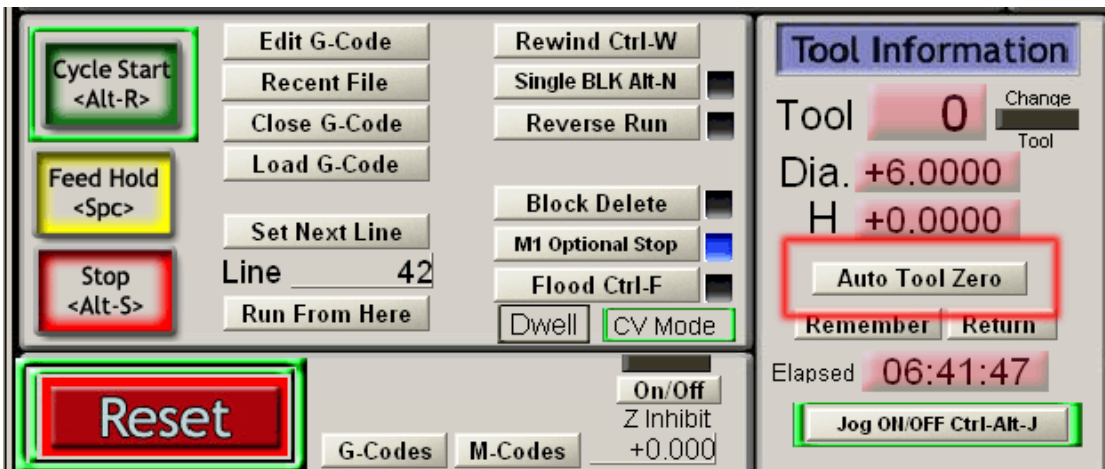 Cycle Start
<Alt-R>
Feed Hold
<Spc>
Stop
<Alt-S>
Edit G-Code
Recent File
Close G-Code
Load G-Code
Set Next Line
Line 42
Run From Here
Rewind Ctrl-W
Single BLK Alt-N
Reverse Run
Block Delete
M1 Optional Stop
Flood Ctrl-F
Dwell CV Mode
Reset
G-Codes M-Codes
On/Off
Z Inhibit
+0.000
Tool Information
Tool 0 Change
Tool
Dia. +6.0000
H +0.0000
Auto Tool Zero
Remember Return
Elapsed 06:41:47
Jog ON/OFF Ctrl-Alt-J